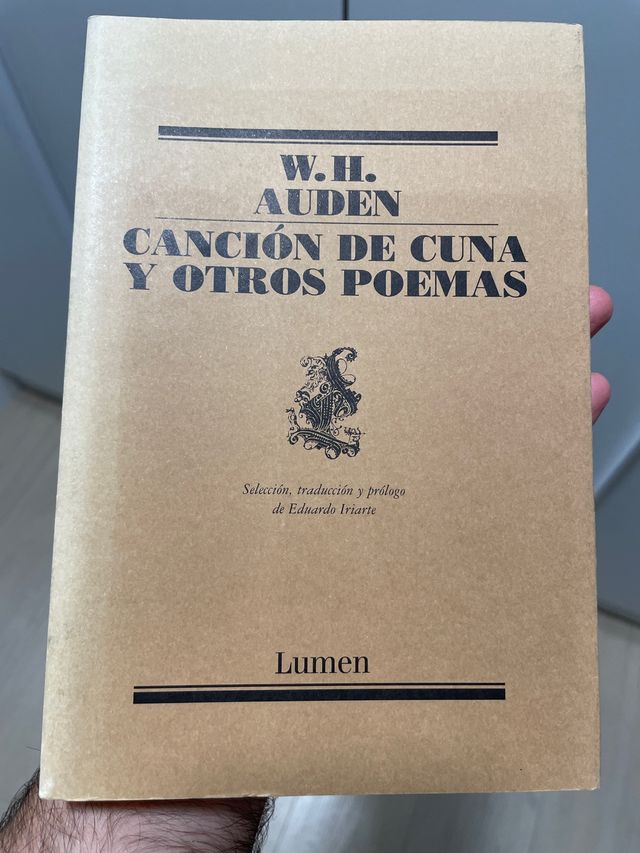 W. H.
AUDEN
CANCIÓN DE CUNA
Y OTROS POEMAS
Selección, traducción y prólogo
de Eduardo Iriarte
Lumen